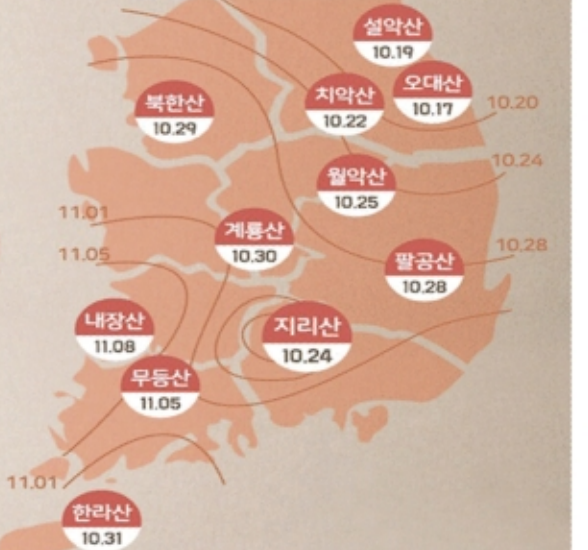 설악산
10.19
오대산
10.17
치악산
10.22
북한산
10.29
10.20
10.24
월악산
10.25
11.01
계룡산
10.30
10.28
11.05
팔공산
10.28
내장산
11.08
지리산
10.24
무등산
11.05
11.01
한라산
10.31